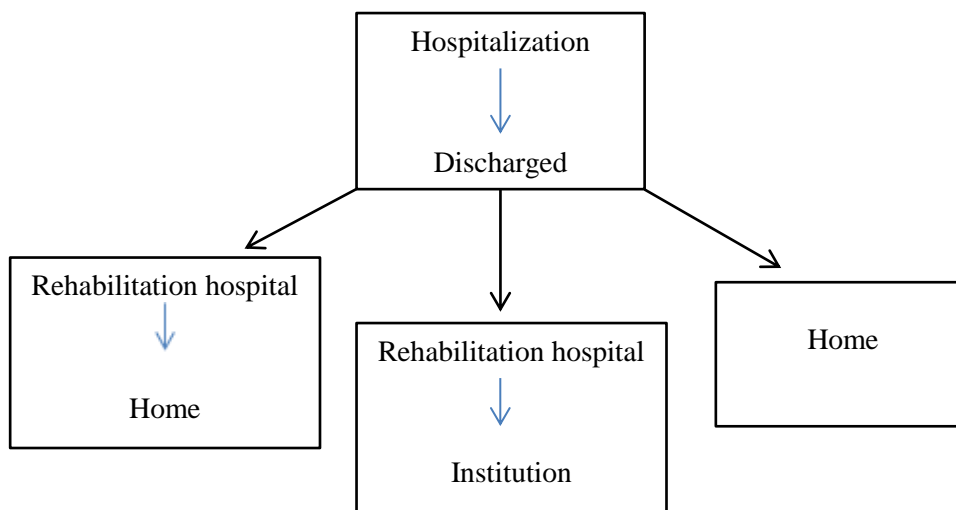 Hospitalization
Discharged
Rehabilitation hospital
Home
Rehabilitation hospital
Institution
Home